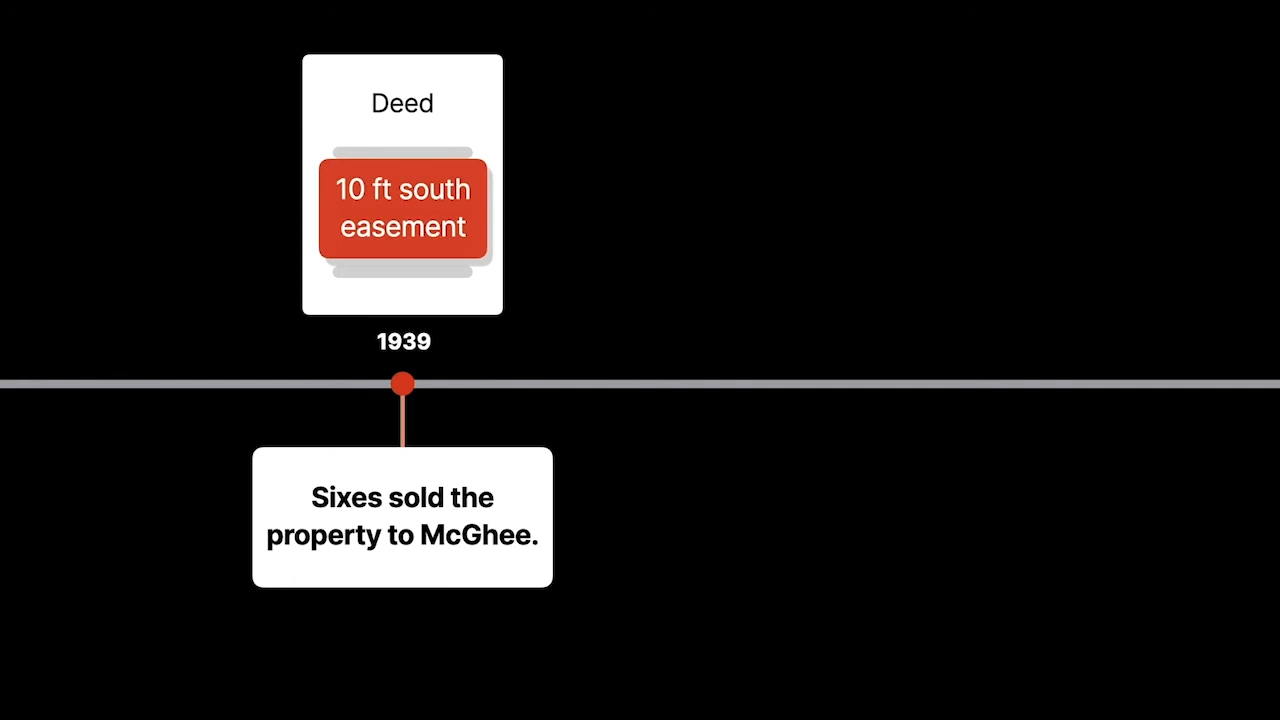 Deed
10 ft south
easement
1939
Sixes sold the
property to McGhee.